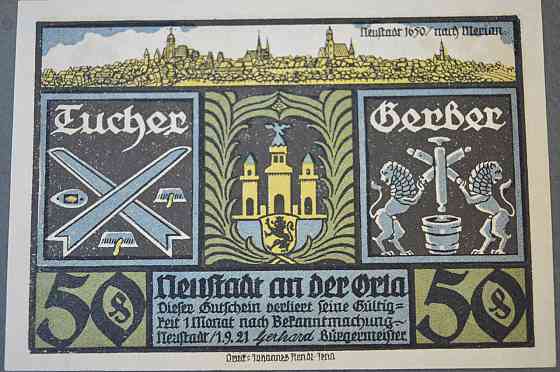 Neustadt 1650/nach Merian.
Tucher
Gerber
50
Neustadt an der Orla
Dieser Gutschein verliert seine Gültig=
keit 1 Monat nach Bekanntmachung.~
Neustadt/1.9.21 Gerhard Bürgermeister
50
Druck: Johannes Arndt-Jena